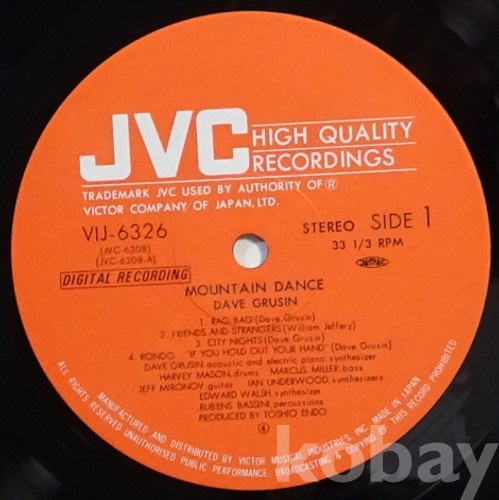 JVC HIGH QUALITY RECORDINGS
TRADEMARK JVC USED BY AUTHORITY OF ®
VICTOR COMPANY OF JAPAN, LTD.
VIJ-6326
(JVC-6308)
(JVC-6308-A)
STEREO SIDE 1
33 1/3 RPM
DIGITAL RECORDING
MOUNTAIN DANCE
DAVE GRUSIN
1. RAG BAG (Dave Grusin)
2. FRIENDS AND STRANGERS (William Jeffery)
3. CITY NIGHTS (Dave Grusin)
4. RONDO... "IF YOU HOLD OUT YOUR HAND" (Dave Grusin)
DAVE GRUSIN acoustic and electric piano, synthesizer
HARVEY MASON, drums MARCUS MILLER, bass
JEFF MIRONOV, guitar IAN UNDERWOOD, synthesizers
EDWARD WALSH, synthesizer
RUBENS BASSINI, percussions
PRODUCED BY TOSHIO ENDO
④
MANUFACTURED AND DISTRIBUTED BY VICTOR MUSICAL INDUSTRIES, INC. MADE IN JAPAN
ALL RIGHTS RESERVED. UNAUTHORISED PUBLIC PERFORMANCE, BROADCASTING, COPYING OF THIS RECORD PROHIBITED
kobay